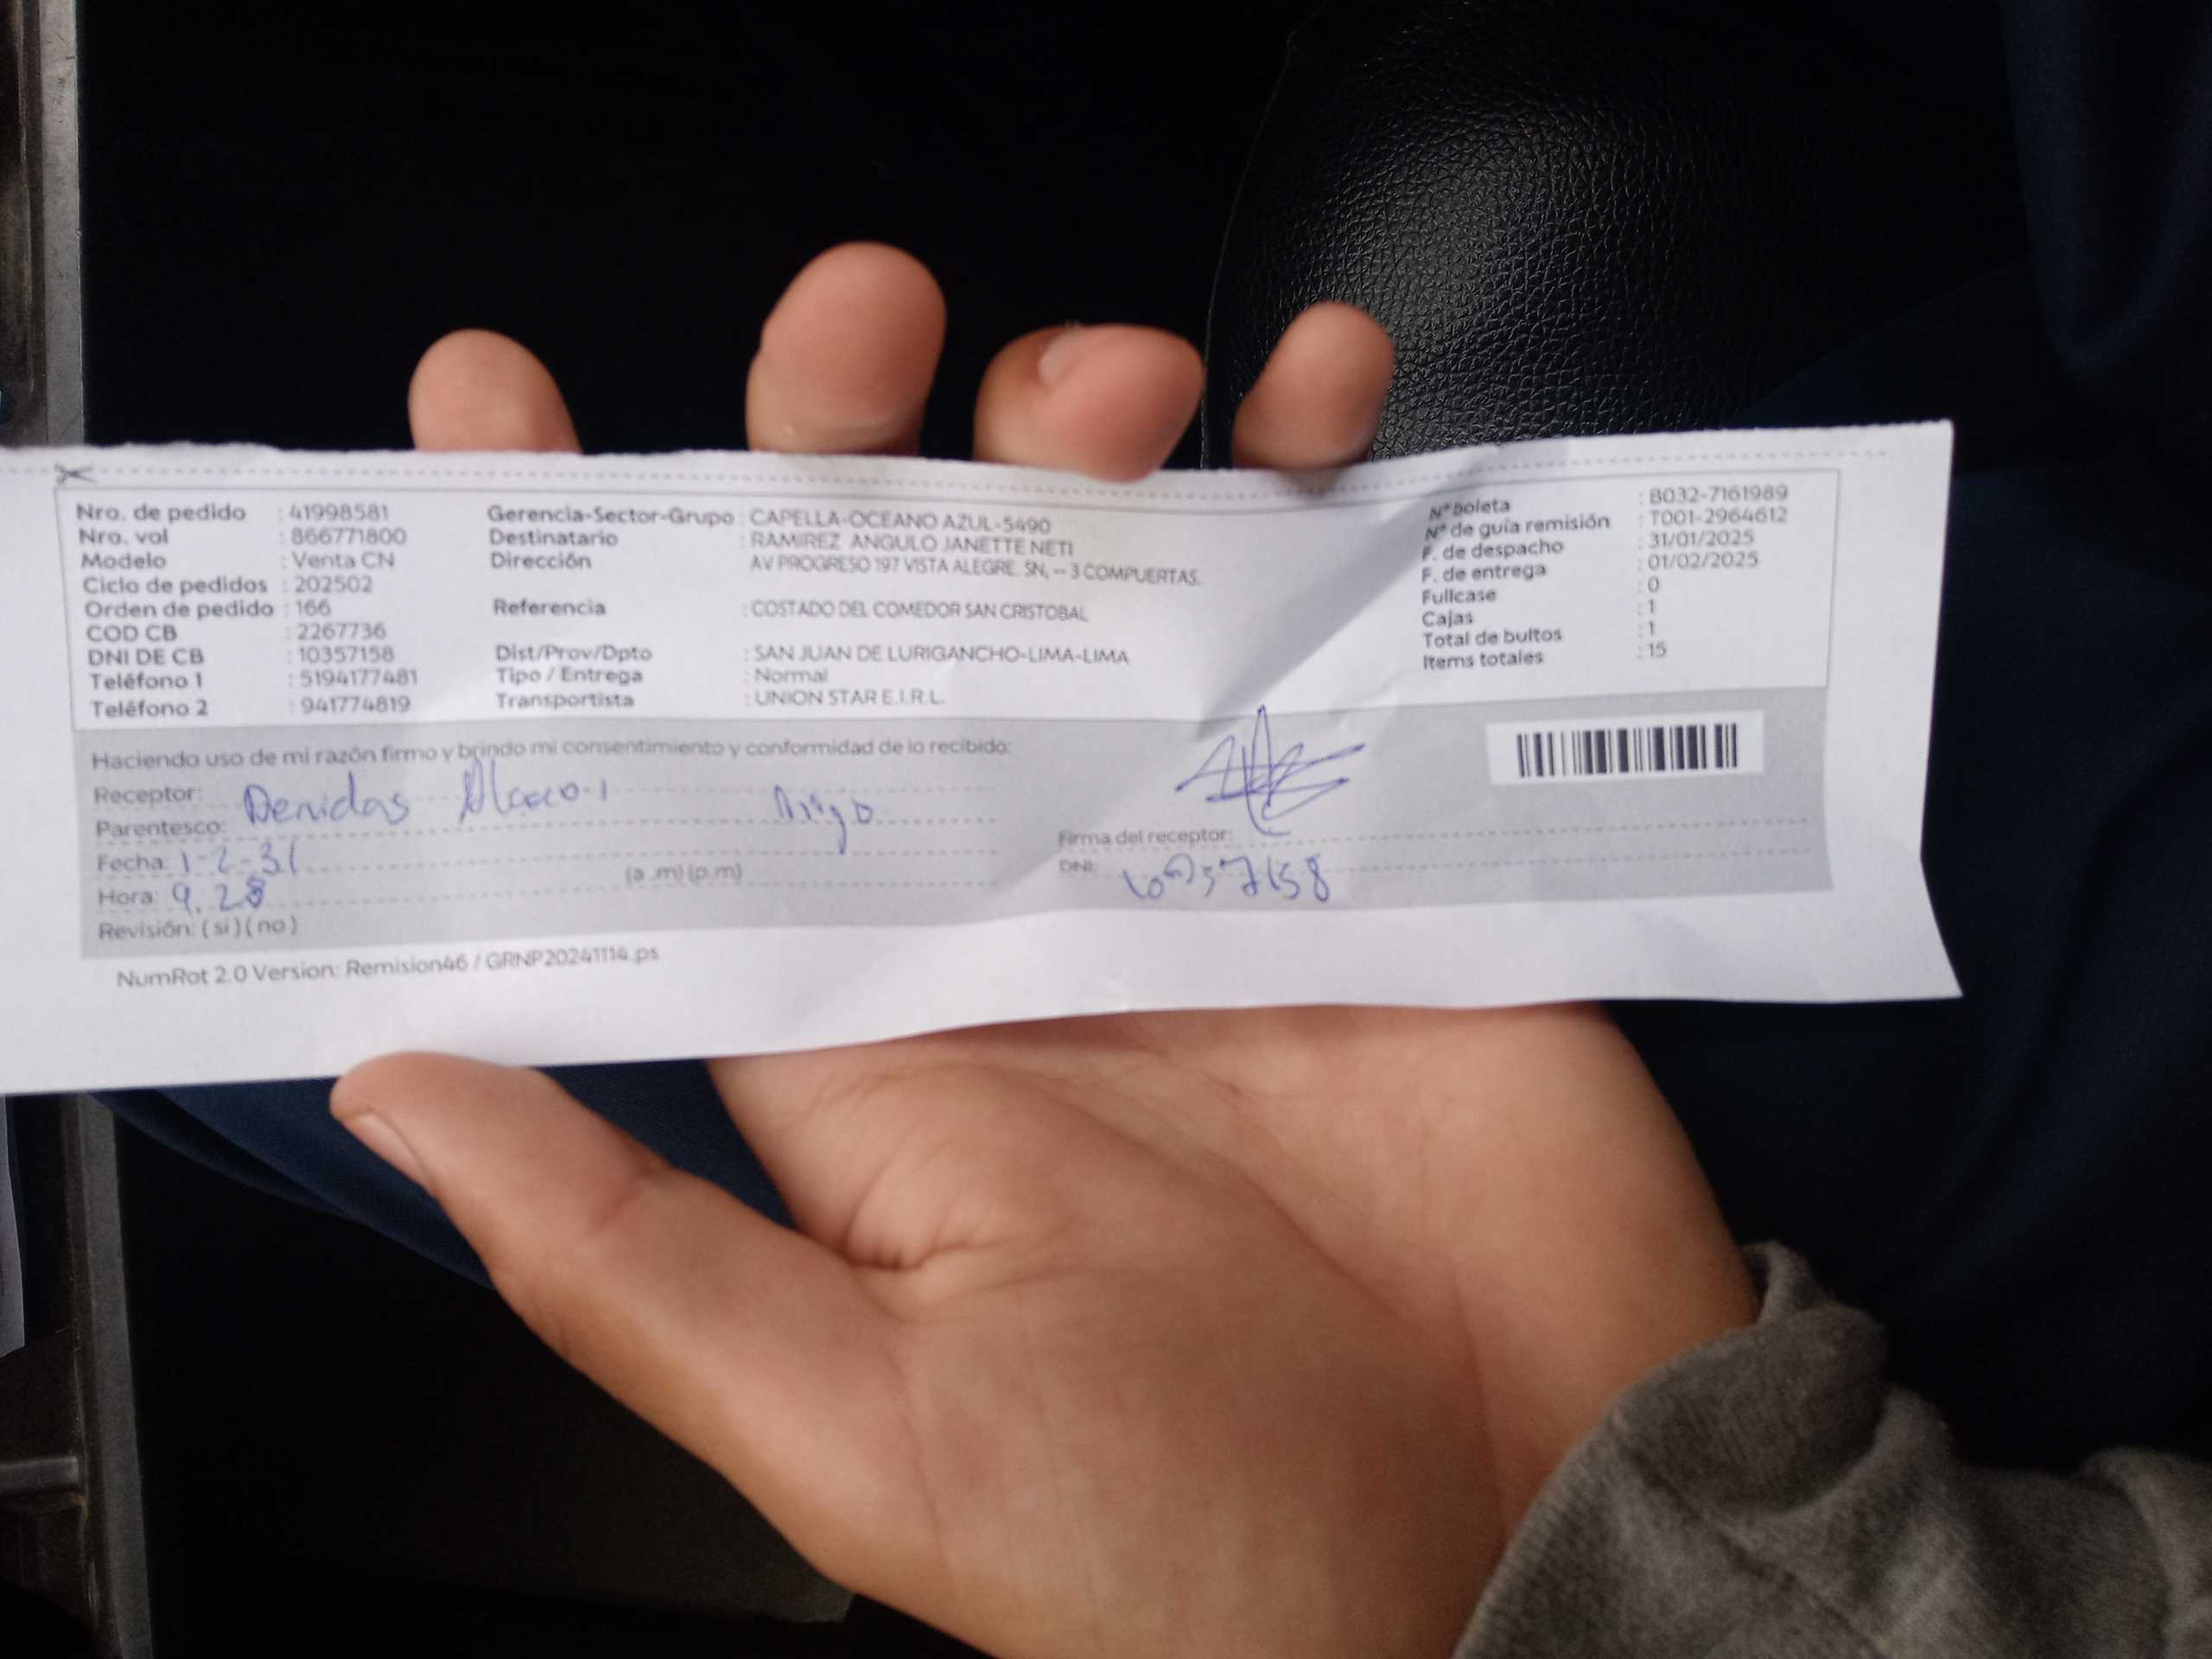 Nro. de pedido : 41998581
Nro. vol : 866771800
Modelo : Venta CN
Ciclo de pedidos : 202502
Orden de pedido : 166
COD CB : 2267736
DNI DE CB : 10357158
Teléfono 1 : 5194177481
Teléfono 2 : 941774819
Gerencia-Sector-Grupo : CAPELLA-OCEANO AZUL-5490
Destinatario : RAMIREZ ANGULO JANETTE NETI
Dirección AV PROGRESO 197 VISTA ALEGRE. SN, -- 3 COMPUERTAS.
Referencia : COSTADO DEL COMEDOR SAN CRISTOBAL
Dist/Prov/Dpto : SAN JUAN DE LURIGANCHO-LIMA-LIMA
Tipo / Entrega : Normal
Transportista : UNION STAR E.I.R.L.
N° boleta : B032-7161989
N° de guía remisión : T001-2964612
F. de despacho : 31/01/2025
F. de entrega : 01/02/2025
Fullcase : 0
Cajas : 1
Total de bultos : 1
Items totales : 15
Haciendo uso de mi razón firmo y brindo mi consentimiento y conformidad de lo recibido:
Receptor:
Parentesco:
Fecha: 1-2-31
Hora: 9.28 (a .m) (p.m)
Revisión: ( si ) ( no )
Firma del receptor:
DNI:
NumRot 2.0 Version: Remision46 / GRNP20241114.ps